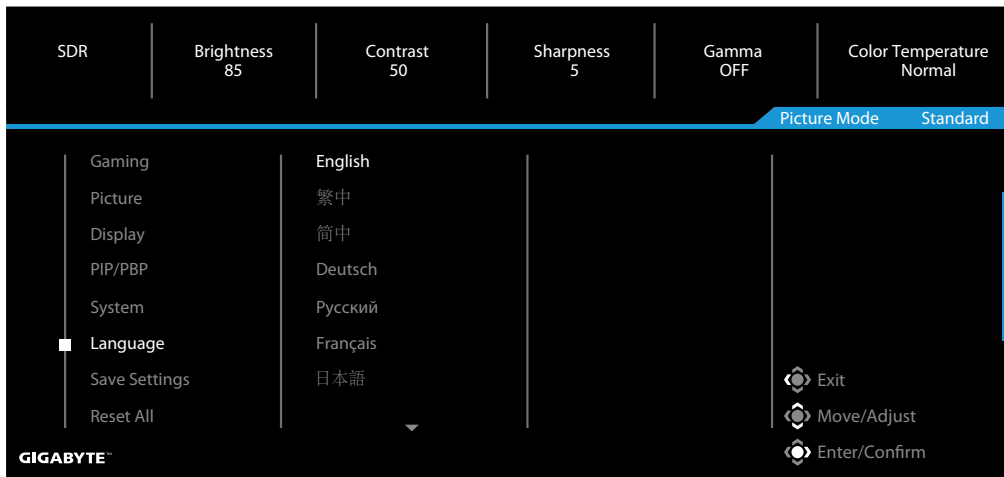 SDR
Brightness
85
Contrast
50
Sharpness
5
Gamma
OFF
Color Temperature
Normal
Picture Mode Standard
Gaming
Picture
Display
PIP/PBP
System
Language
Save Settings
Reset All
English
繁中
简中
Deutsch
Русский
Français
日本語
Exit
Move/Adjust
Enter/Confirm
GIGABYTE™